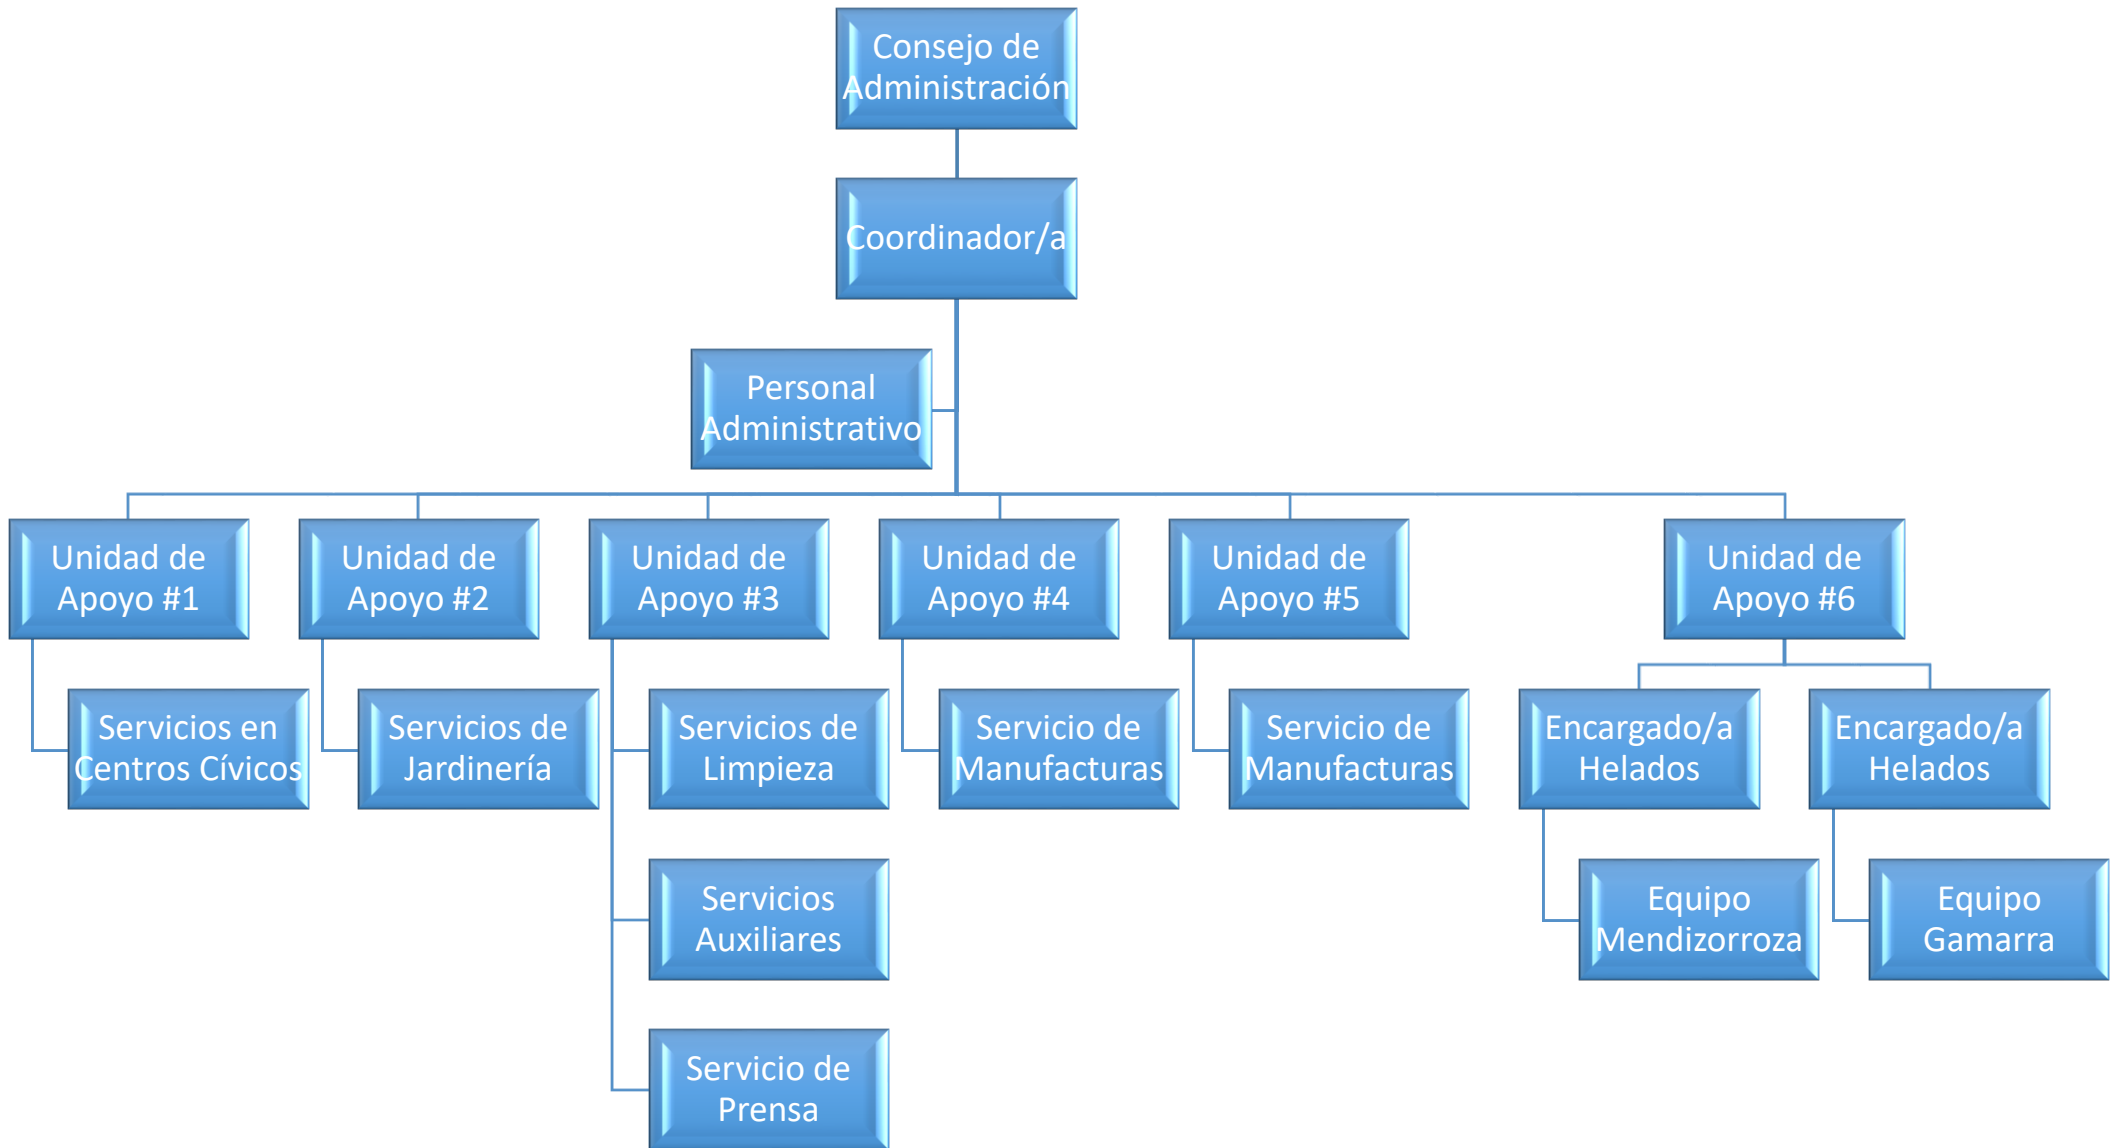 Consejo de
Administración
Coordinador/a
Personal
Administrativo
Unidad de
Apoyo #1
Unidad de
Apoyo #2
Unidad de
Apoyo #3
Unidad de
Apoyo #4
Unidad de
Apoyo #5
Unidad de
Apoyo #6
Servicios en
Centros Cívicos
Servicios de
Jardinería
Servicios de
Limpieza
Servicio de
Manufacturas
Servicio de
Manufacturas
Encargado/a
Helados
Encargado/a
Helados
Servicios
Auxiliares
Equipo
Mendizorroza
Equipo
Gamarra
Servicio de
Prensa